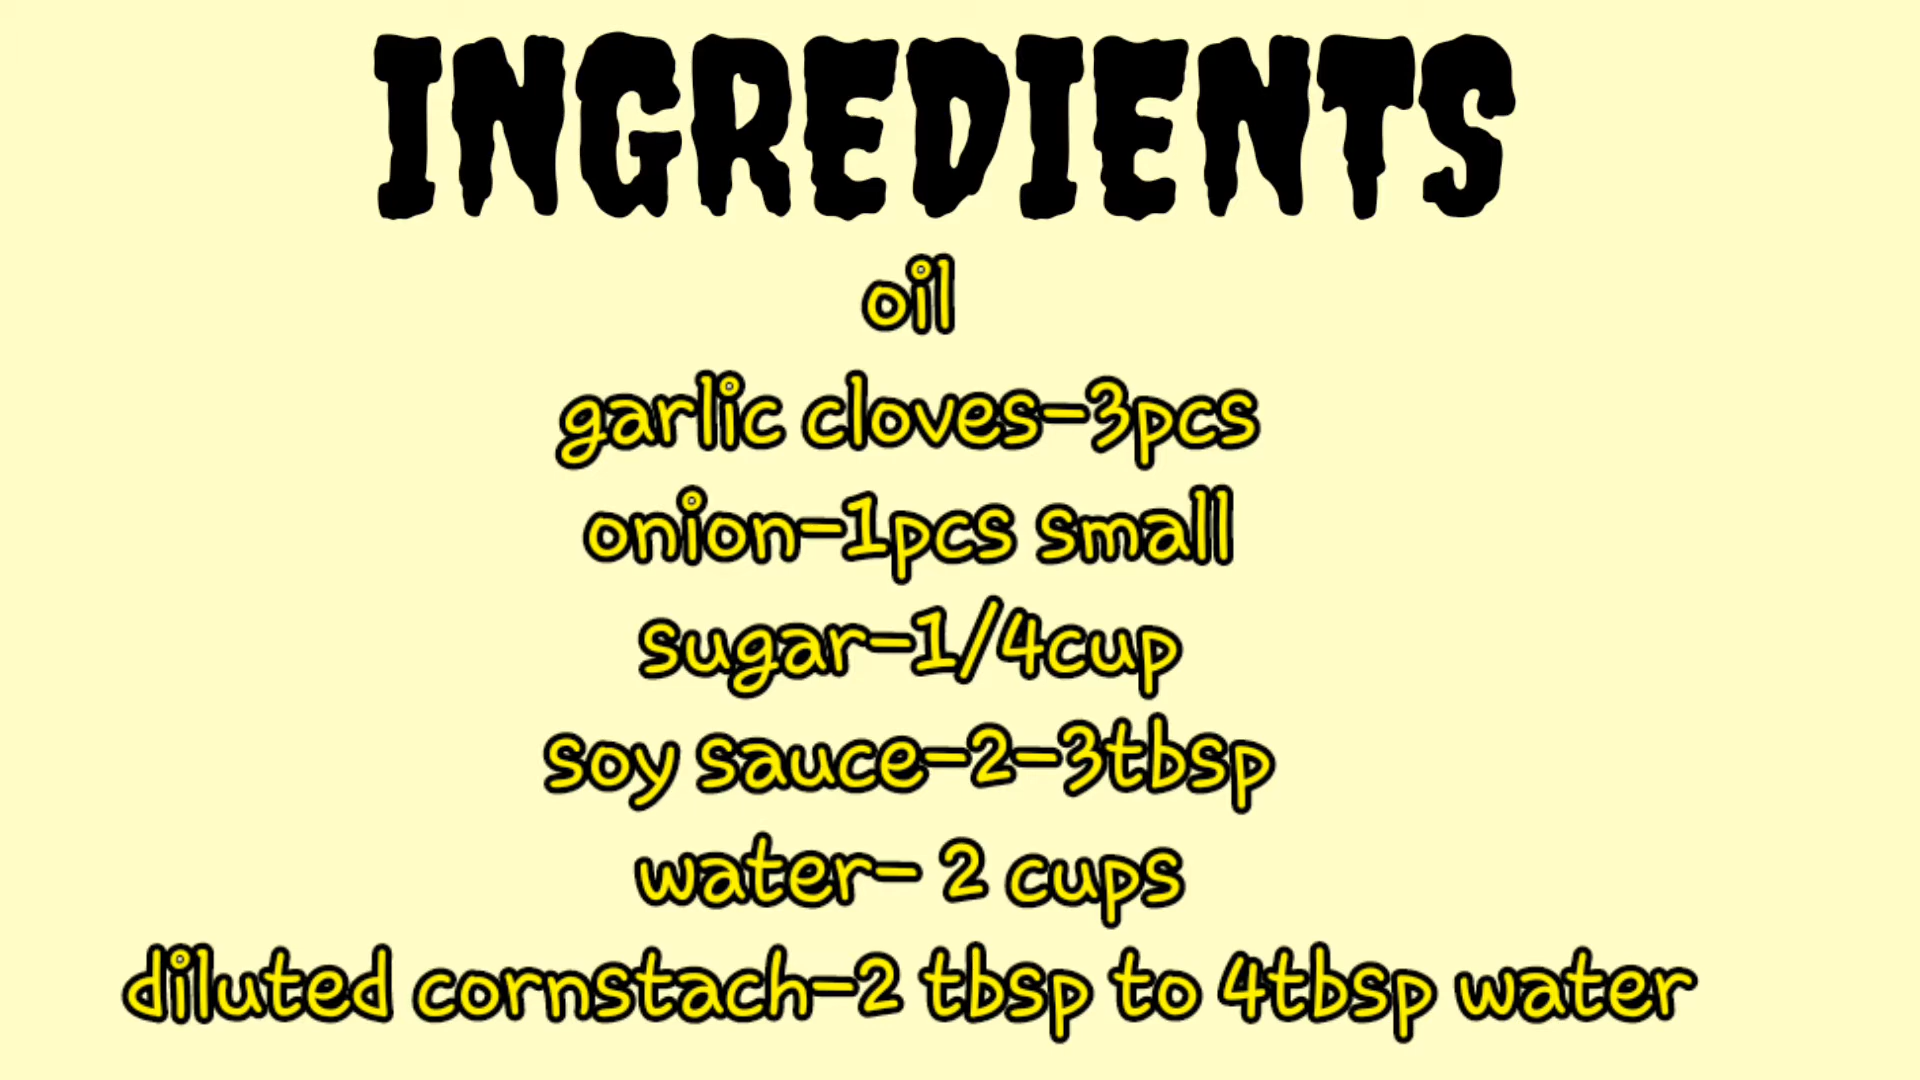 INGREDIENTS
oil
garlic cloves-3pcs
onion-1pcs small
sugar-1/4cup
soy sauce-2-3tbsp
water- 2 cups
diluted cornstach-2 tbsp to 4tbsp water